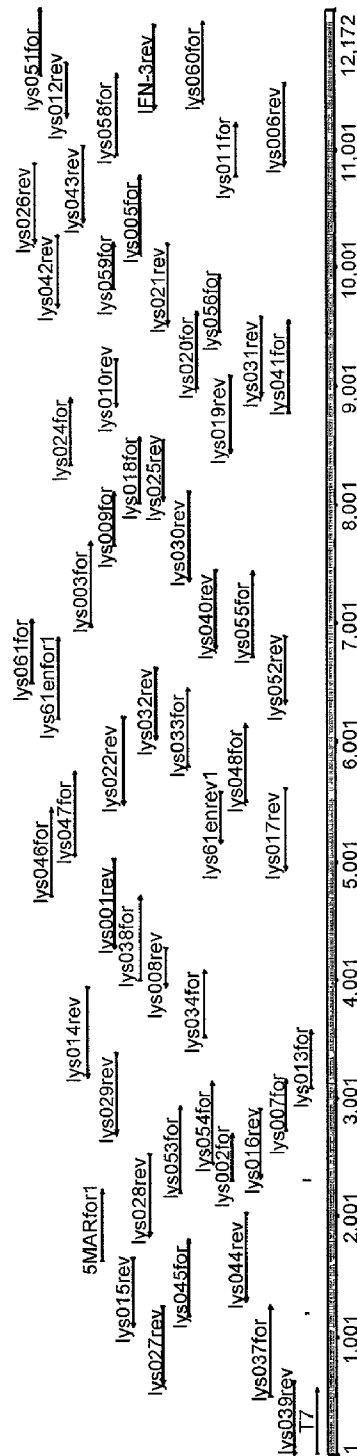 lys051for
lys012rev
lys026rev
lys043rev
lys042rev
lys058for
IFN-3rev
lys005for
lys059for
lys060for
lys021rev
lys011for
lys056for
lys020for
lys006rev
lys031rev
lys041for
lys019rev
lys010rev
lys024for
lys018for
lys025rev
lys009for
lys030rev
lys003for
lys040rev
lys055for
lys061for
lys61enfor1
lys052rev
lys032rev
lys033for
lys022rev
lys048for
lys61enrev1
lys047for
lys046for
lys017rev
lys001rev
lys038for
lys008rev
lys034for
lys014rev
lys029rev
lys013for
lys007for
lys054for
lys002for
lys016rev
lys053for
lys028rev
5MARfor1
lys044rev
lys045for
lys015rev
lys027rev
lys037for
lys039rev
T7
1
1.001
2.001
3.001
4.001
5.001
6.001
7.001
8.001
9.001
10.001
11.001
12,172